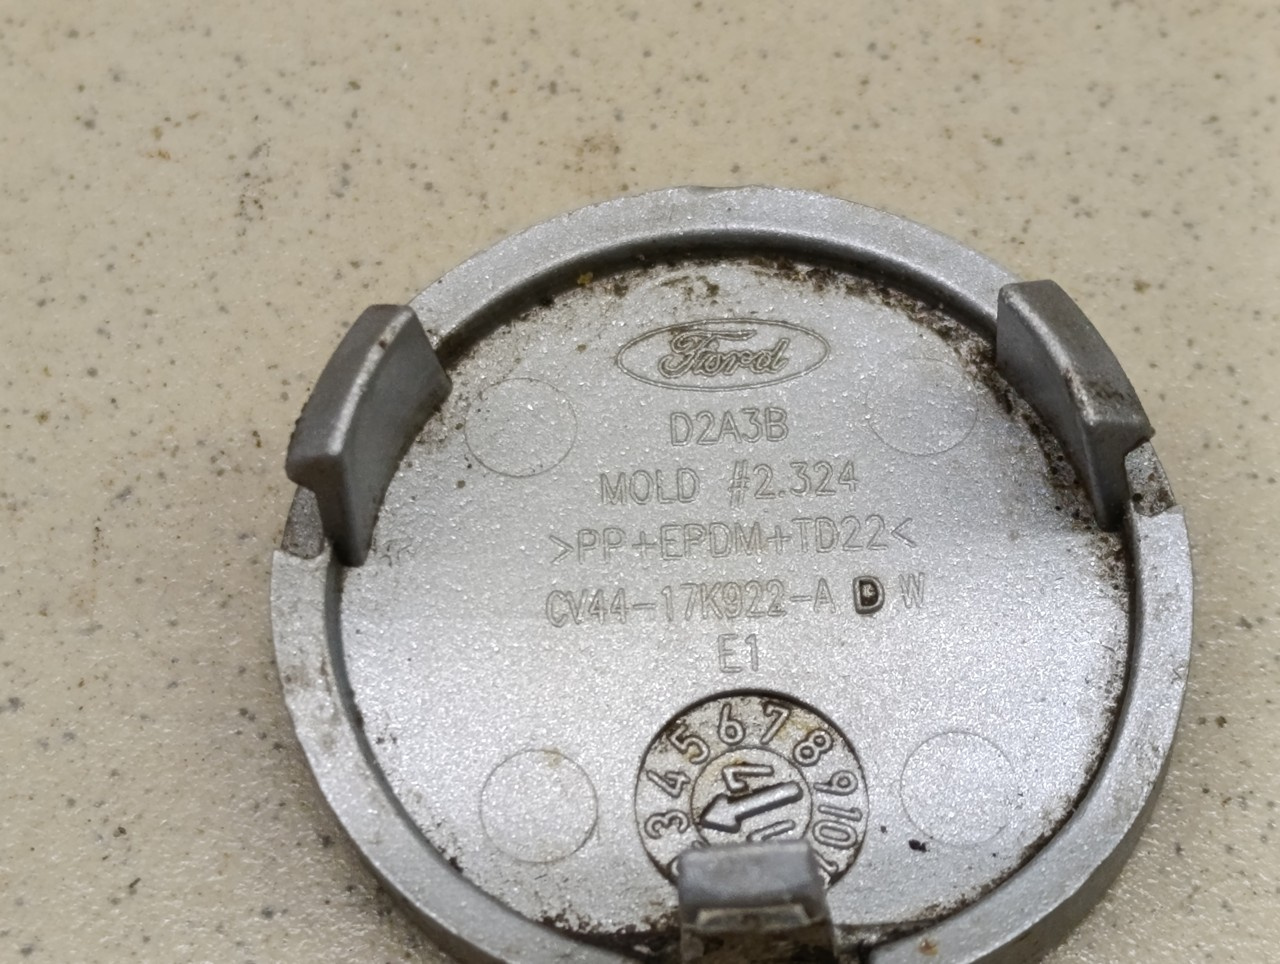 Ford
D2A3B
MOLD #2.324
>PP+EPDM+TD22<
CV44-17K922-A D W
E1
3 4 5 6 7 8 9 10